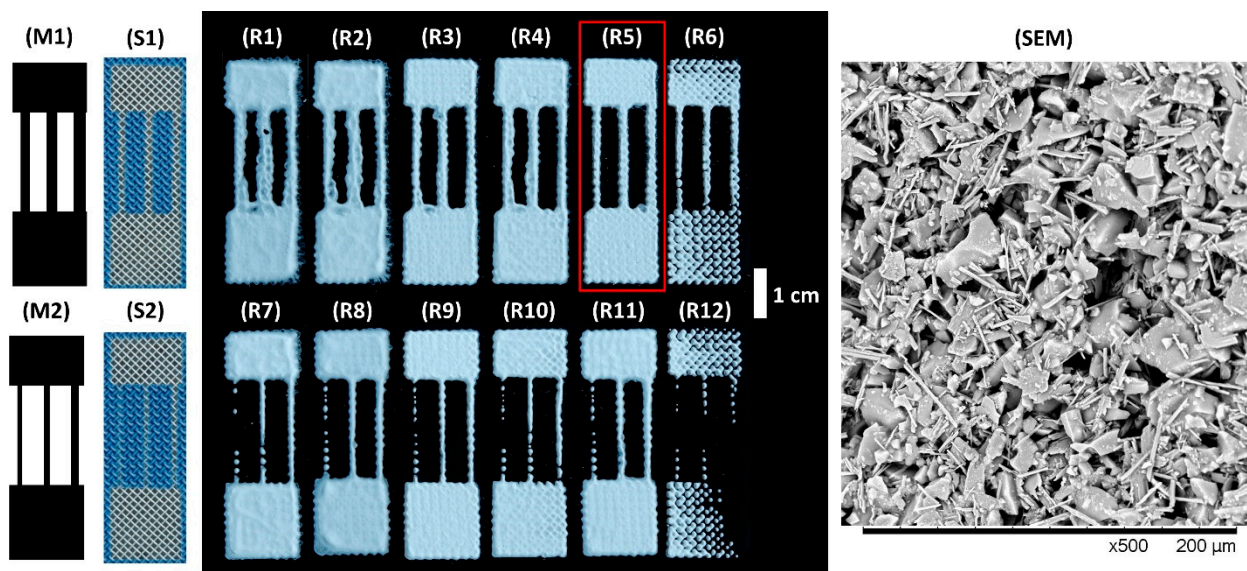 (M1) (S1) (R1) (R2) (R3) (R4) (R5) (R6) (SEM)
1 cm
(M2) (S2) (R7) (R8) (R9) (R10) (R11) (R12)
x500 200 µm